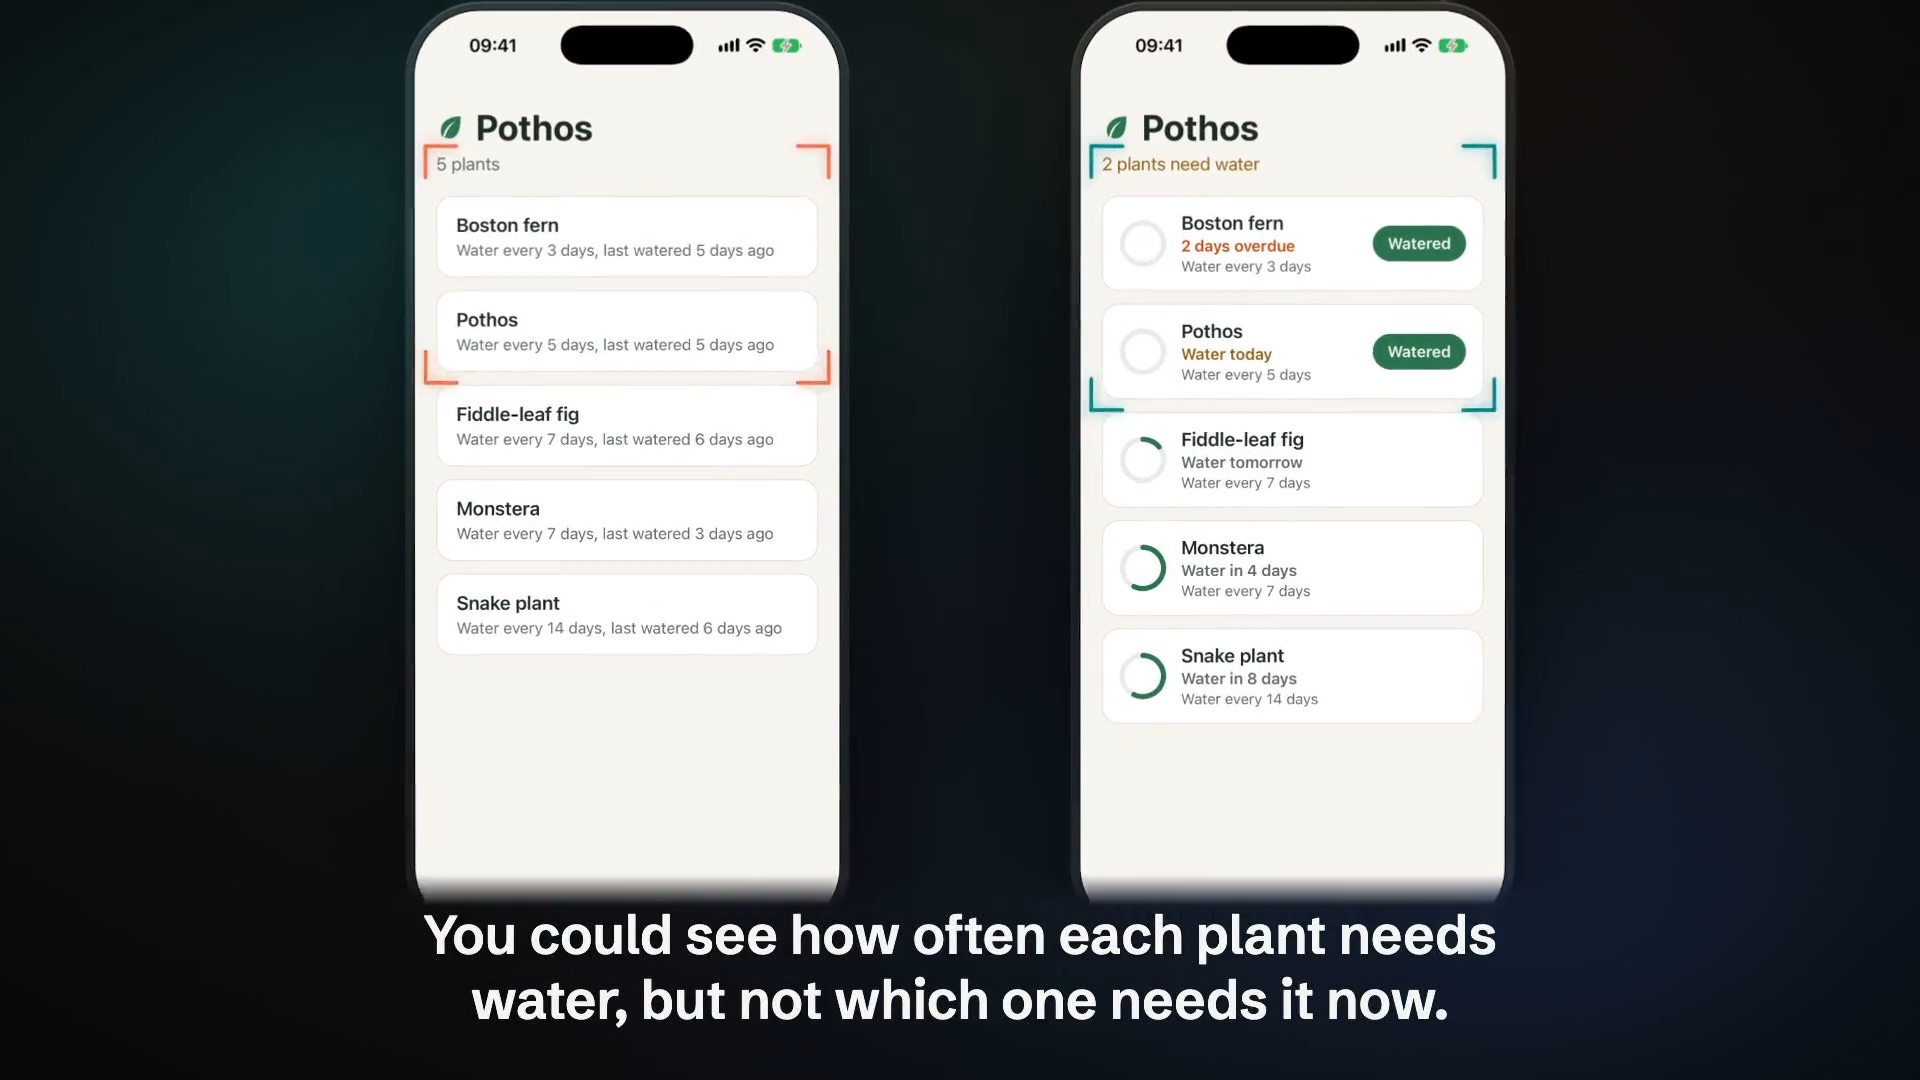 09:41
Pothos
5 plants
Boston fern
Water every 3 days, last watered 5 days ago
Pothos
Water every 5 days, last watered 5 days ago
Fiddle-leaf fig
Water every 7 days, last watered 6 days ago
Monstera
Water every 7 days, last watered 3 days ago
Snake plant
Water every 14 days, last watered 6 days ago
09:41
Pothos
2 plants need water
Boston fern
2 days overdue
Water every 3 days
Watered
Pothos
Water today
Water every 5 days
Watered
Fiddle-leaf fig
Water tomorrow
Water every 7 days
Monstera
Water in 4 days
Water every 7 days
Snake plant
Water in 8 days
Water every 14 days
You could see how often each plant needs
water, but not which one needs it now.